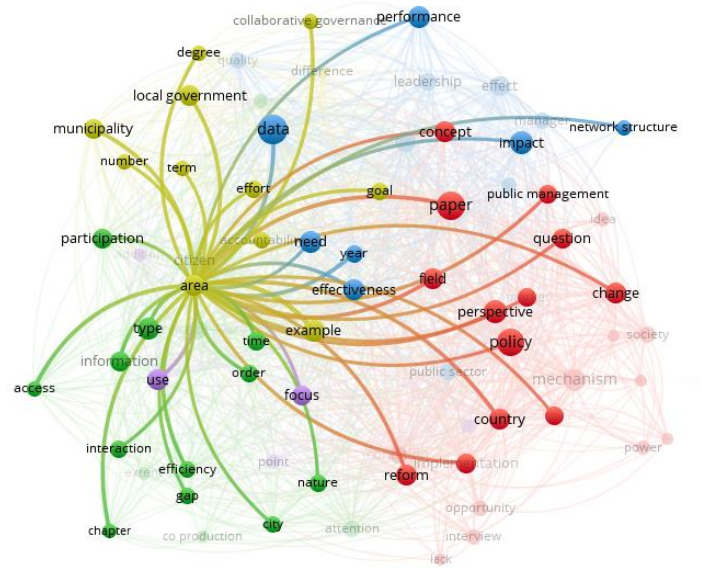 performance
collaborative governance
degree
quality
difference
leadership
effect
local government
data
municipality
manager
network structure
concept
impact
number
term
effort
goal
public management
paper
idea
participation
accountability
need
question
year
citizen
area
effectiveness
field
change
perspective
type
example
time
policy
society
information
order
public sector
mechanism
use
access
focus
country
interaction
power
point
implementation
efficiency
reform
nature
gap
opportunity
chapter
city
attention
co production
interview
lack